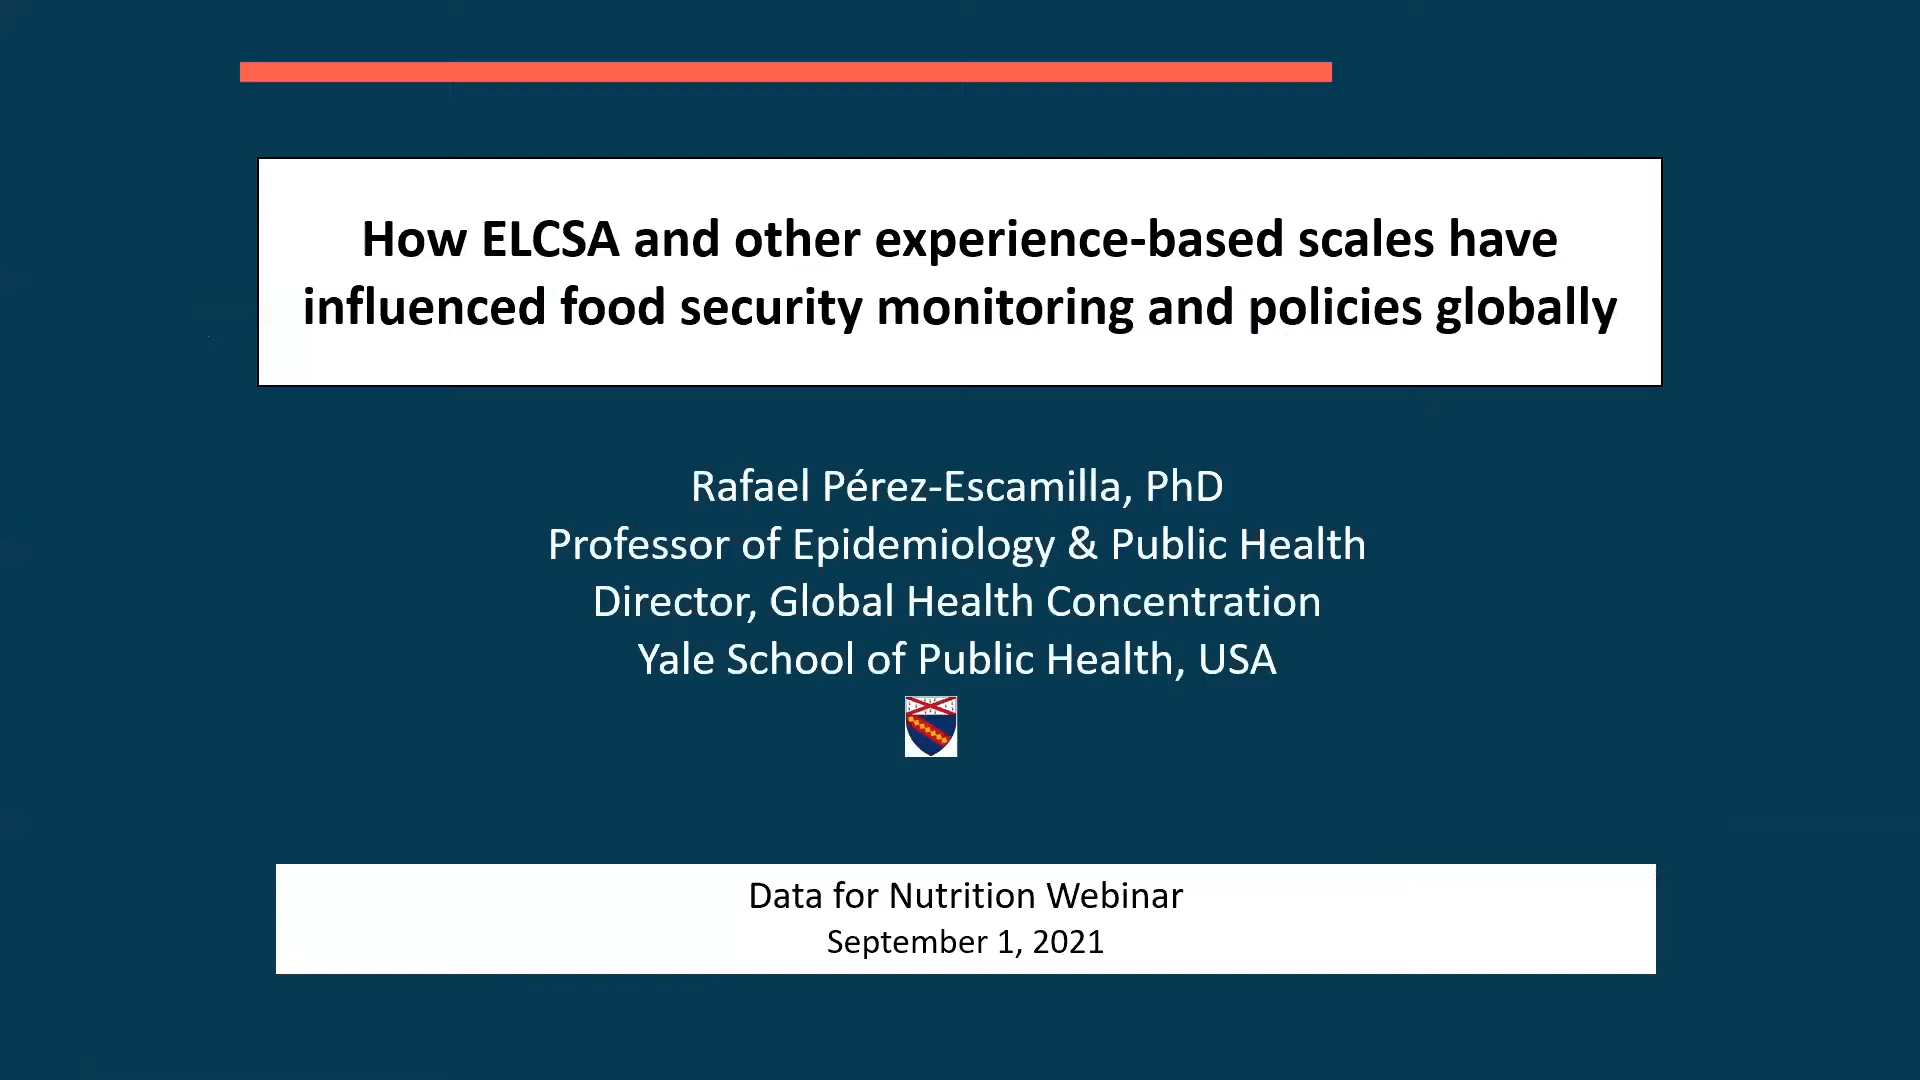 How ELCSA and other experience-based scales have
influenced food security monitoring and policies globally
Rafael Pérez-Escamilla, PhD
Professor of Epidemiology & Public Health
Director, Global Health Concentration
Yale School of Public Health, USA
Data for Nutrition Webinar
September 1, 2021